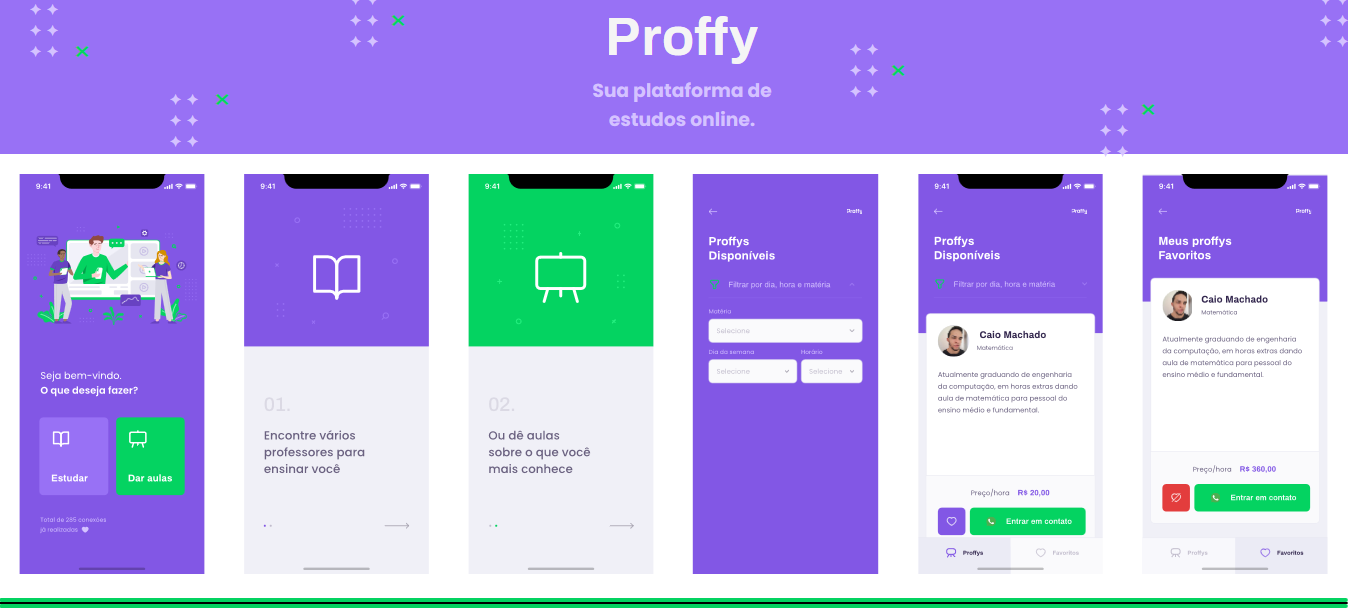 Proffy
Sua plataforma de
estudos online.
9:41
Seja bem-vindo.
O que deseja fazer?
Estudar
Dar aulas
Total de 285 conexões
já realizadas
9:41
01.
Encontre vários
professores para
ensinar você
9:41
02.
Ou dê aulas
sobre o que você
mais conhece
Proffy
Proffys
Disponíveis
Filtrar por dia, hora e matéria
Matéria
Selecione
Dia da semana
Horário
Selecione
Selecione
9:41
Proffy
Proffys
Disponíveis
Filtrar por dia, hora e matéria
Caio Machado
Matemática
Atualmente graduando de engenharia
da computação, em horas extras dando
aula de matemática para pessoal do
ensino médio e fundamental.
Preço/hora R$ 20,00
Entrar em contato
Proffys
Favoritos
9:41
Proffy
Meus proffys
Favoritos
Caio Machado
Matemática
Atualmente graduando de engenharia
da computação, em horas extras dando
aula de matemática para pessoal do
ensino médio e fundamental.
Preço/hora R$ 360,00
Entrar em contato
Proffys
Favoritos